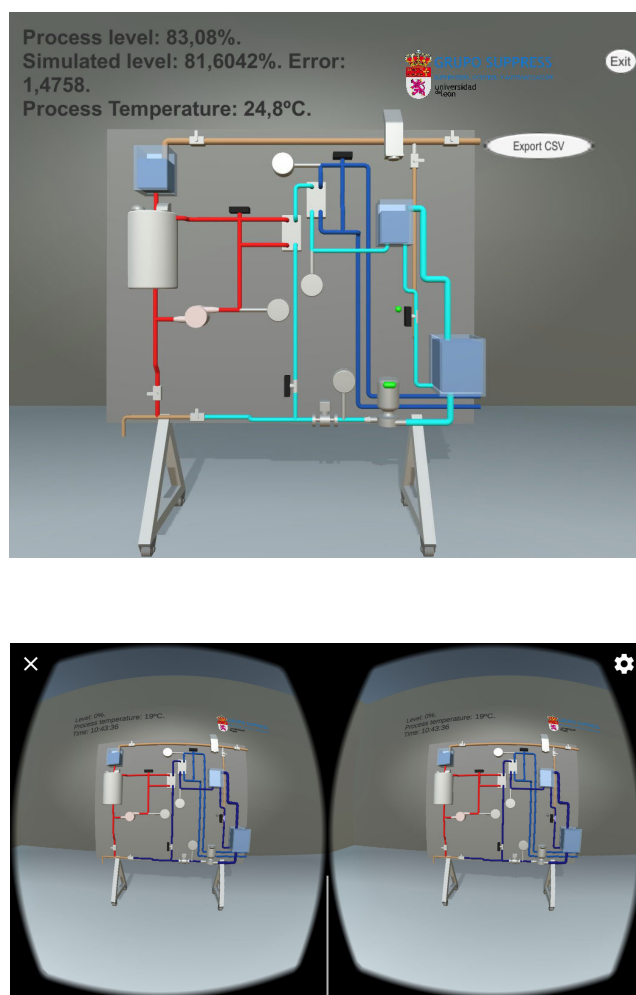 Process level: 83,08%.
Simulated level: 81,6042%. Error:
1,4758.
Process Temperature: 24,8ºC.
GRUPO SUPPRESS
Exit
universidad
de león
Export CSV
Level: 0%.
Process temperature: 19ºC.
Time: 10:43:36
Level: 0%.
Process temperature: 19ºC.
Time: 10:43:36